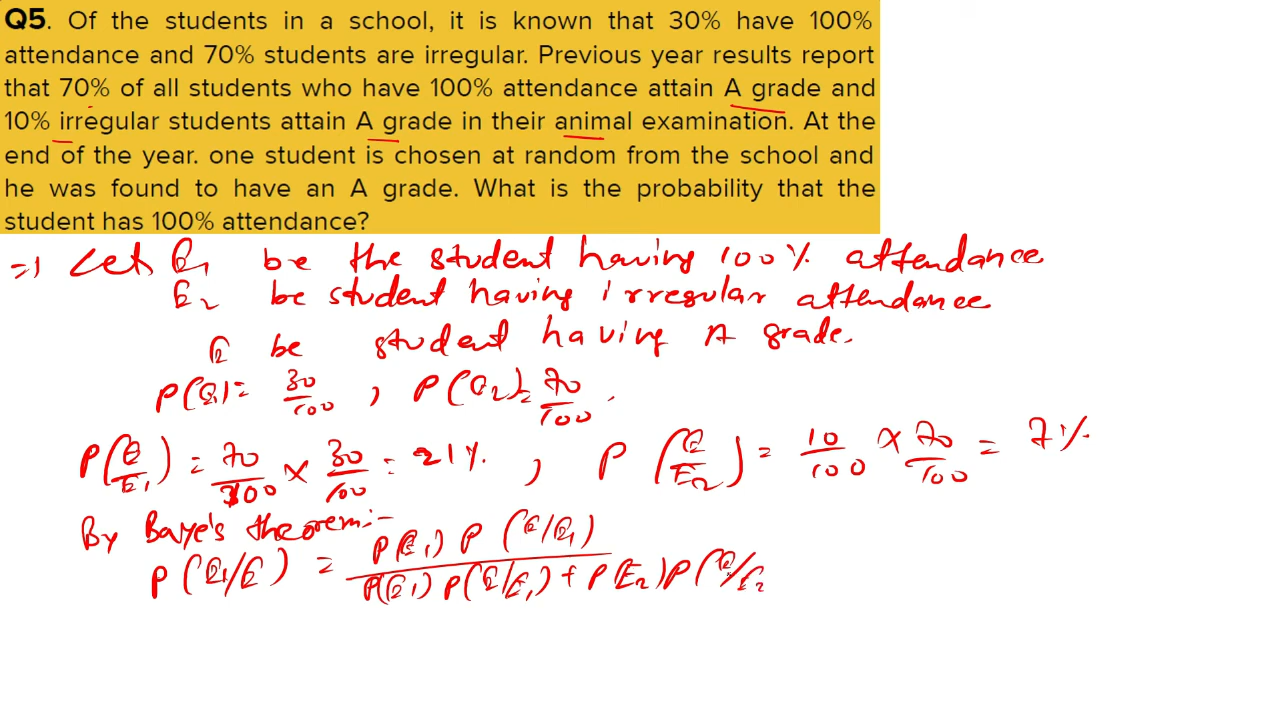 Q5. Of the students in a school, it is known that 30% have 100%
attendance and 70% students are irregular. Previous year results report
that 70% of all students who have 100% attendance attain A grade and
10% irregular students attain A grade in their animal examination. At the
end of the year. one student is chosen at random from the school and
he was found to have an A grade. What is the probability that the
student has 100% attendance?
=) Let E1 be the student having 100% attendance
E2 be student having irregular attendance
E be student having A grade.
P(E1) = 30/100 , P(E2) = 70/100 .
P(E/E1) = 70/100 × 30/100 = 21% , P(E/E2) = 10/100 × 70/100 = 7%
By Baye's theorem:-
P(E1/E) = P(E1) P(E/E1)
P(E1) P(E/E1) + P(E2) P(E/E2